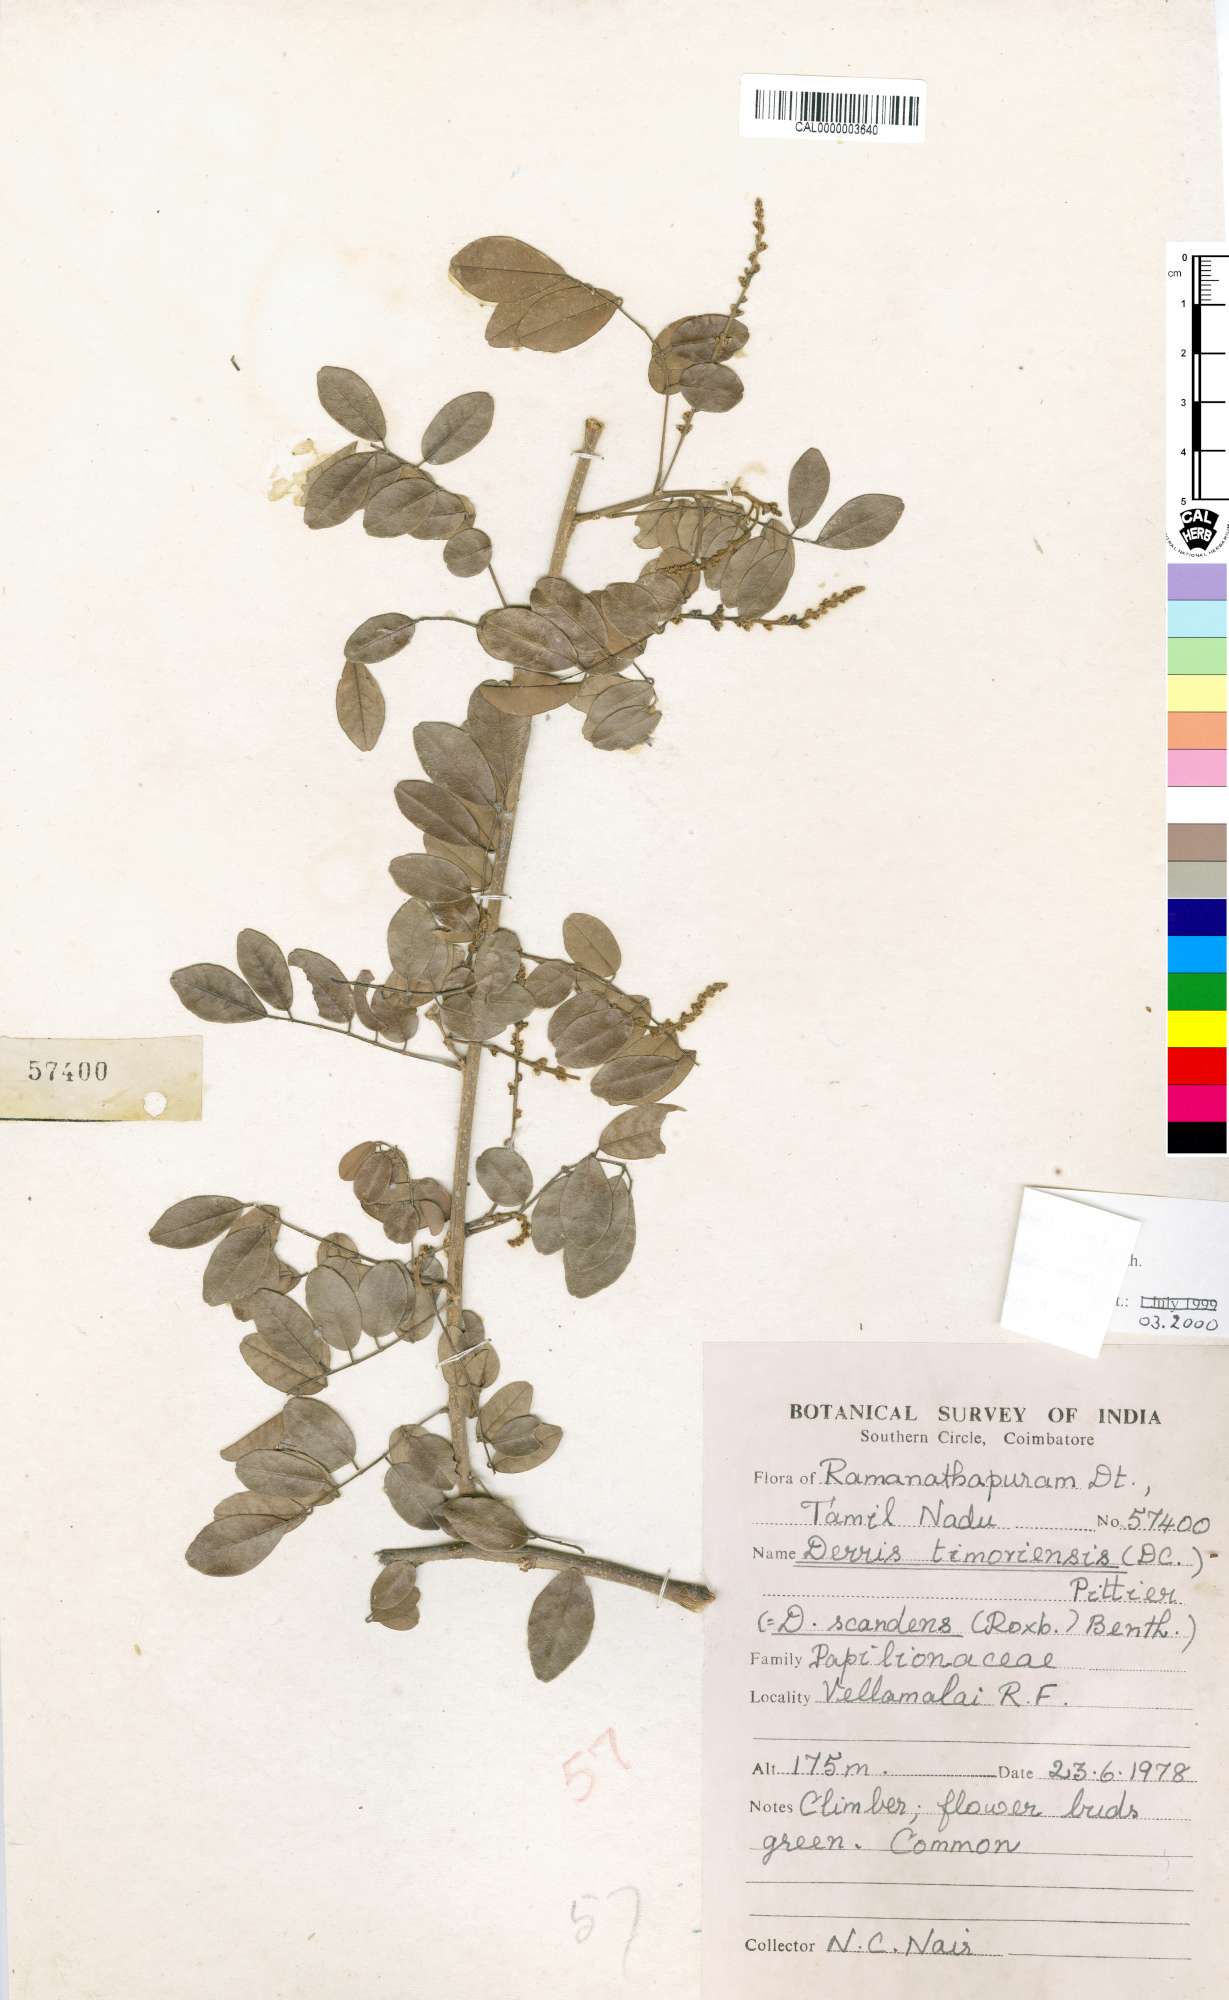 CAL0000003640
0
cm
1
2
3
4
5
CAL
HERB
57400
h.
1 July 1999
03.2000
BOTANICAL SURVEY OF INDIA
Southern Circle, Coimbatore
Flora of Ramanathapuram Dt.,
Tamil Nadu No. 57400
Name Derris timoriensis (DC.)
Pittier
(= D. scandens (Roxb.) Benth.)
Family Papilionaceae
Locality Vellamalai R.F.
Alt. 175m. Date 23.6.1978
Notes Climber; flower buds
green. Common
Collector N.C. Nair
57
57